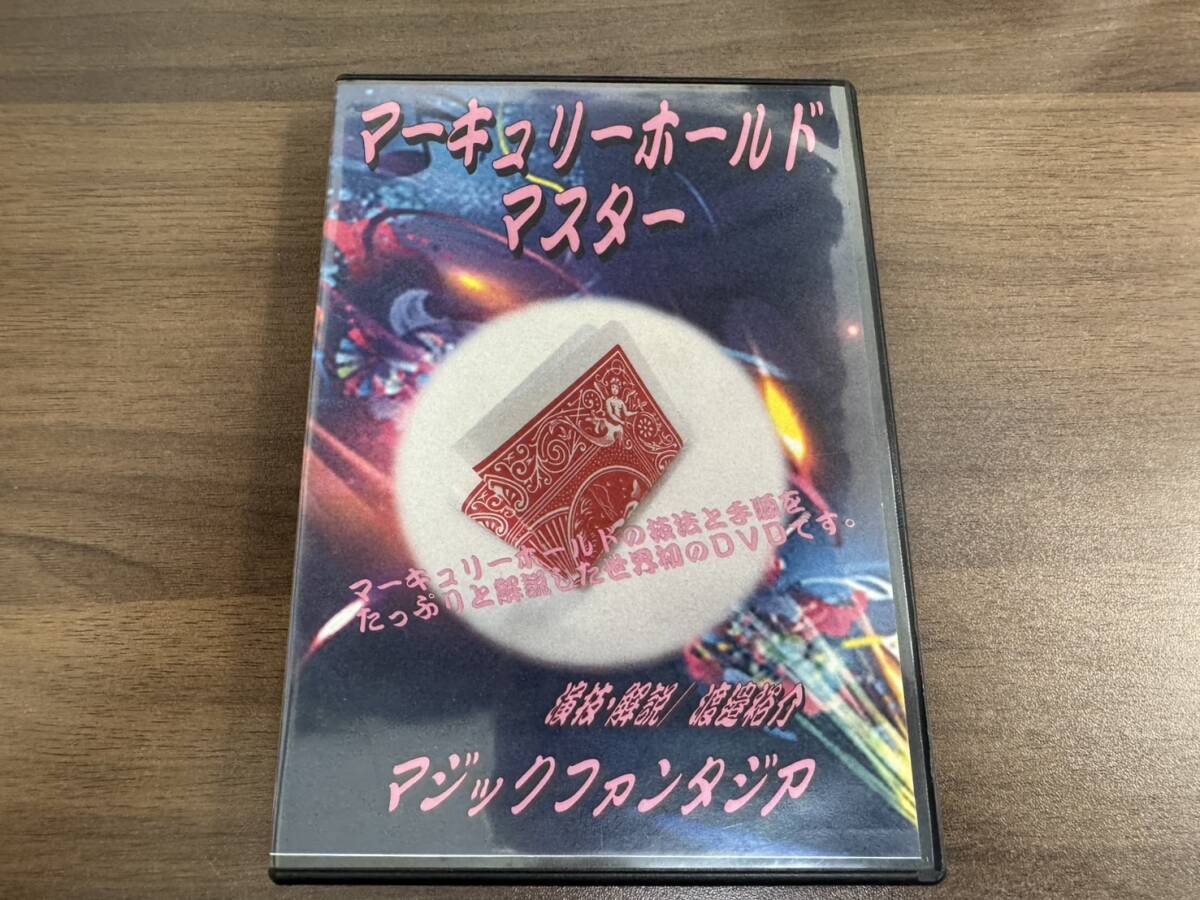 マーキュリーホールド
マスター
マーキュリーホールドの技法と手順を
たっぷりと解説した世界初のDVDです。
演技・解説/渡邉裕介
マジックファンタジア